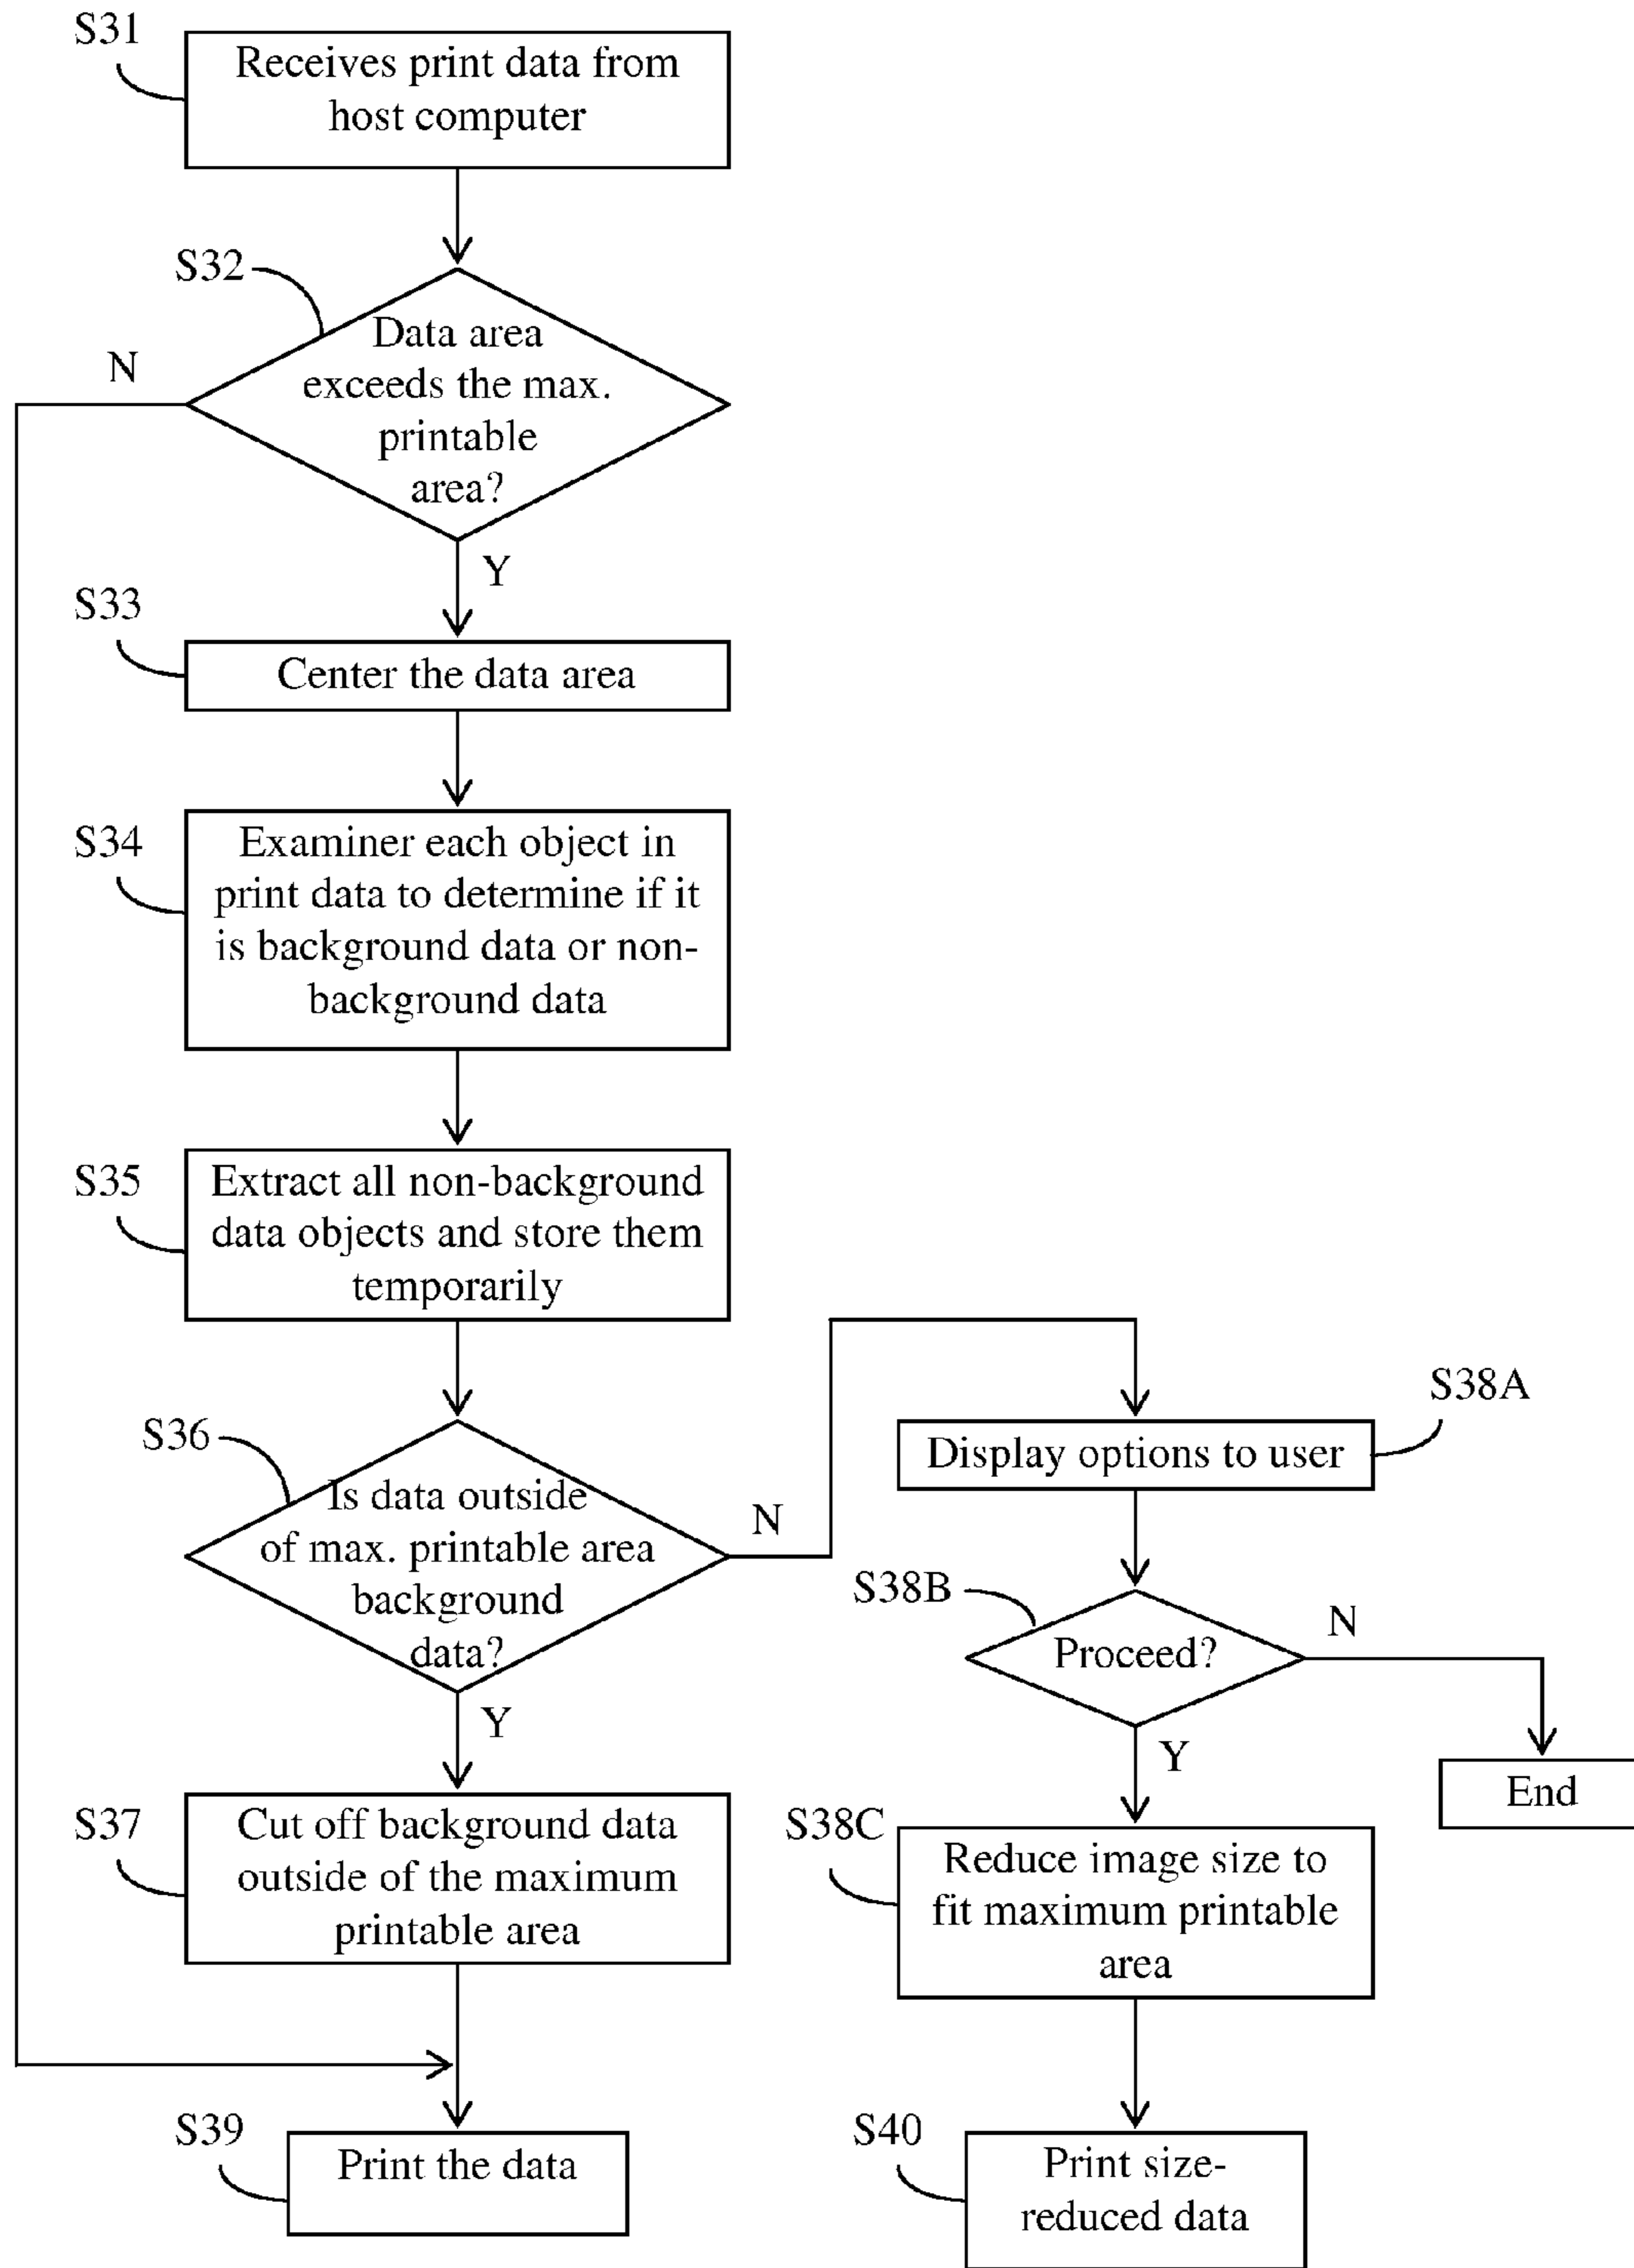 S31
Receives print data from
host computer
S32
Data area
exceeds the max.
printable
area?
N
Y
S33
Center the data area
S34
Examiner each object in
print data to determine if it
is background data or non-
background data
S35
Extract all non-background
data objects and store them
temporarily
S36
Is data outside
of max. printable area
background
data?
N
Y
S38A
Display options to user
S38B
Proceed?
N
Y
End
S37
Cut off background data
outside of the maximum
printable area
S38C
Reduce image size to
fit maximum printable
area
S39
Print the data
S40
Print size-
reduced data